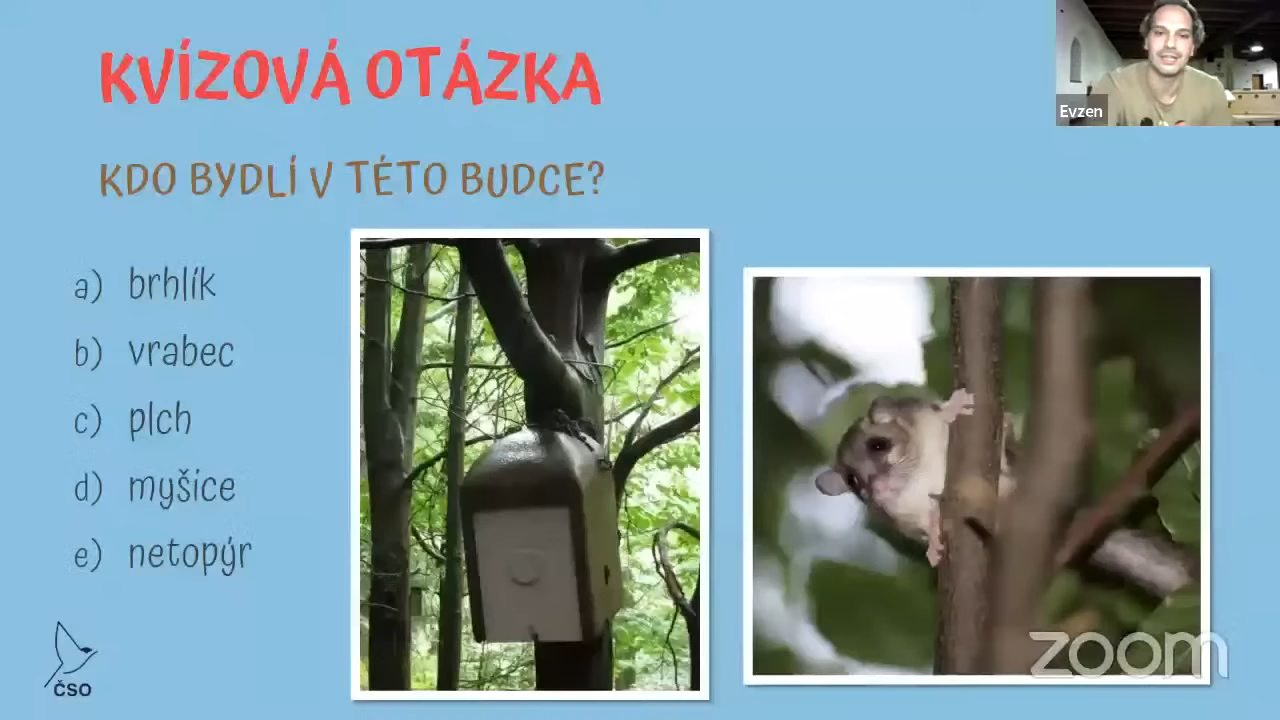 KVÍZOVÁ OTÁZKA
Evzen
KDO BYDLÍ V TÉTO BUDCE?
a) brhlík
b) vrabec
c) plch
d) myšice
e) netopýr
ČSO
zoom